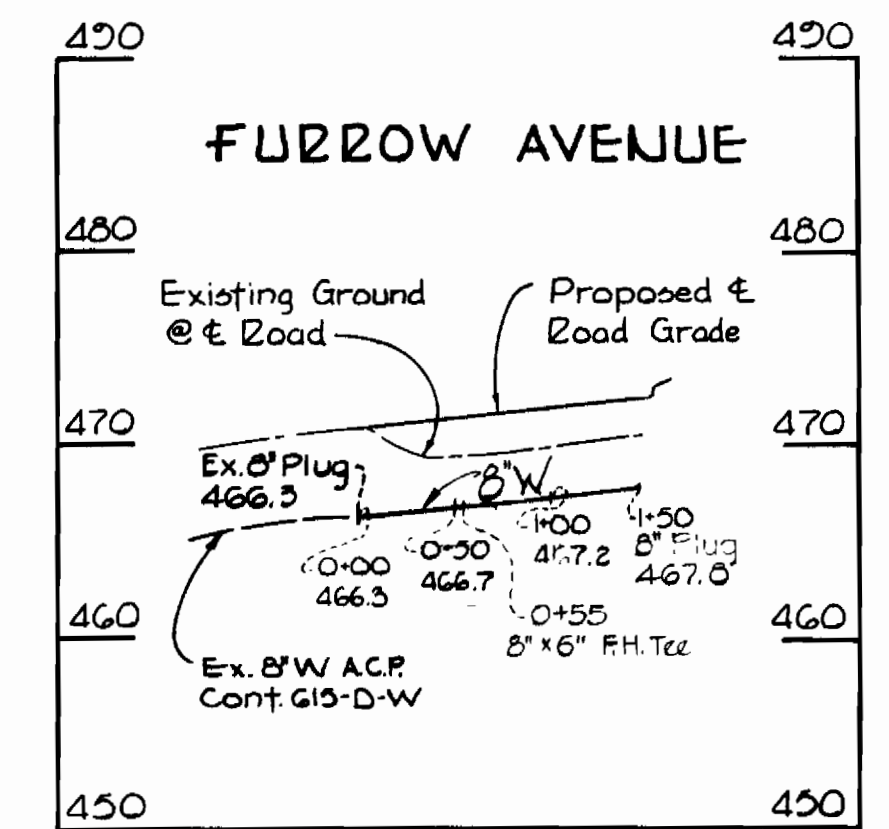 490 490
FURROW AVENUE
480 480
Existing Ground
@ ℄ Road
Proposed ℄
Road Grade
470 470
Ex. 8" Plug
466.3
8" W
0+00
466.3
0+50
466.7
1+00
467.2
1+50
8" Plug
467.8
0+55
8" x 6" F.H. Tee
460 460
Ex. 8" W A.C.P.
Cont. 615-D-W
450 450